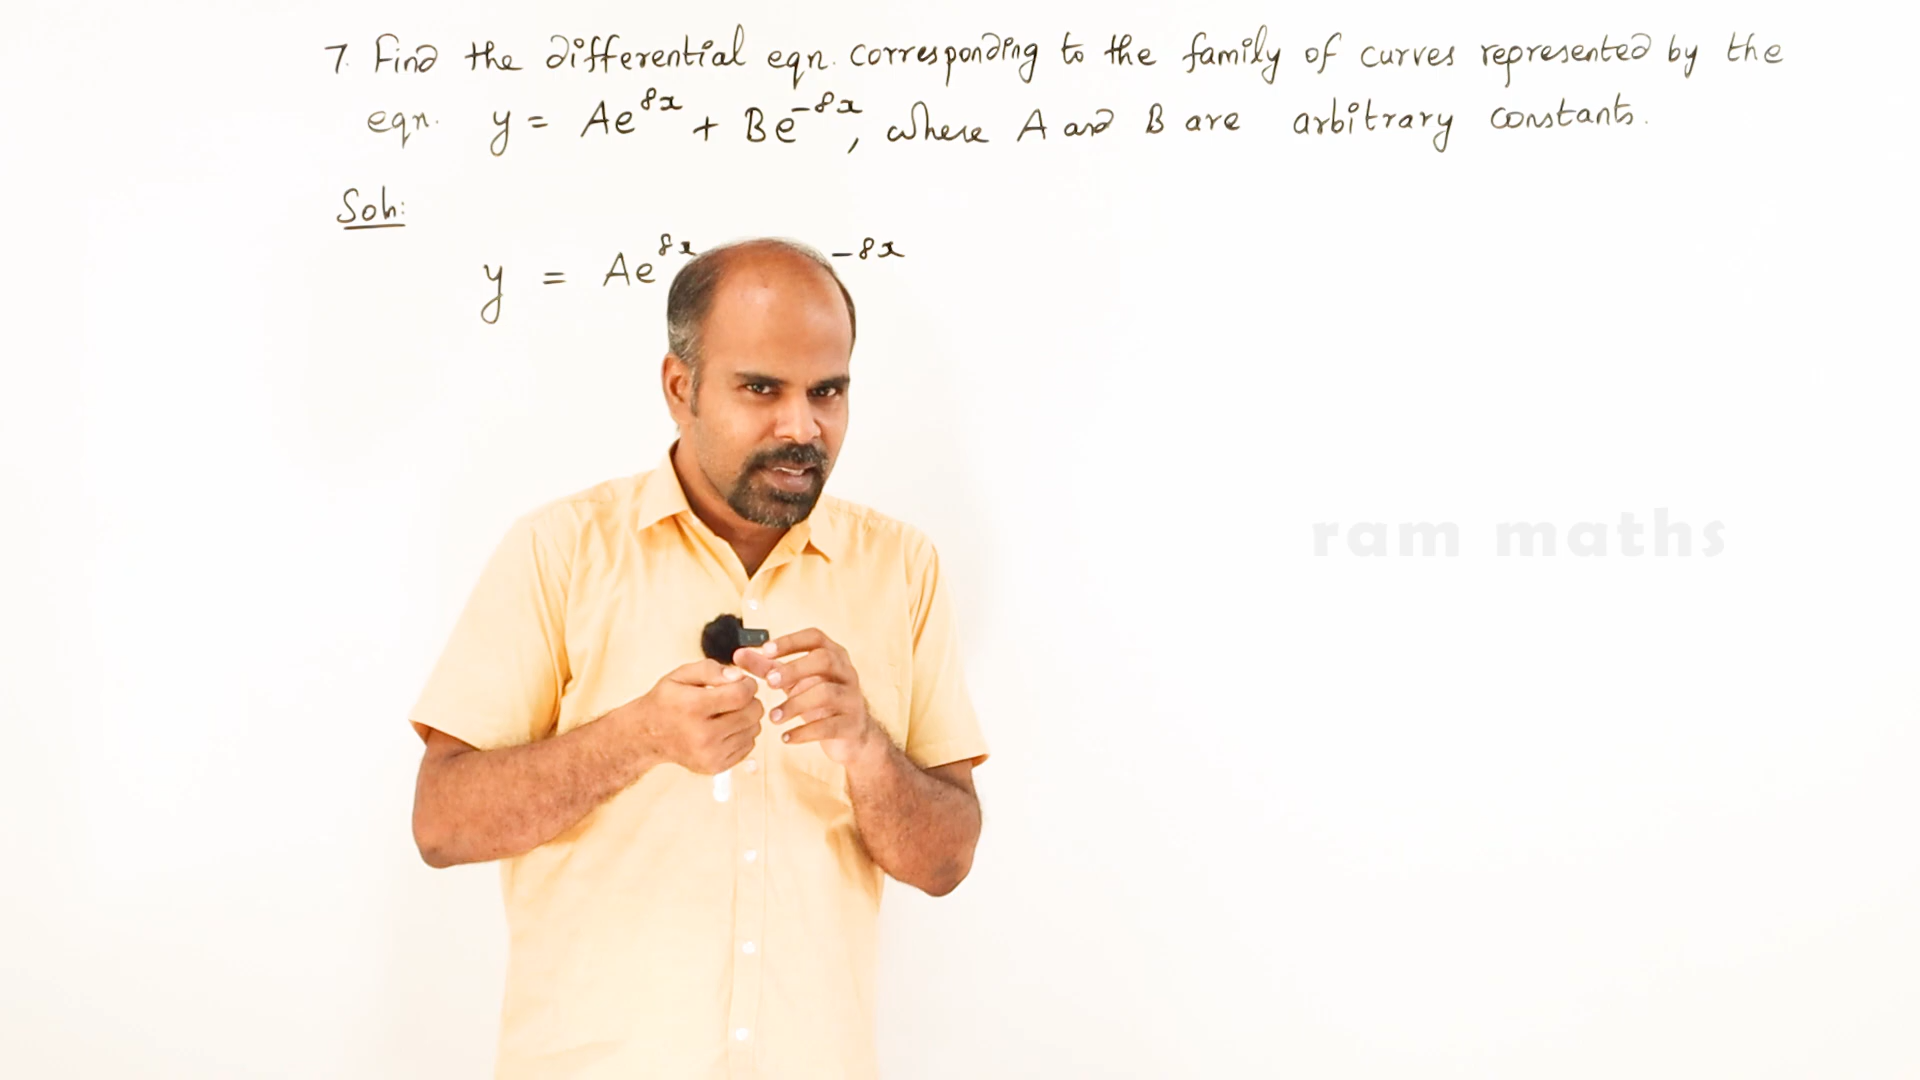 7. Find the differential eqn. corresponding to the family of curves represented by the
eqn. y = Ae^{8x} + Be^{-8x}, where A and B are arbitrary constants.
Soln:
y = Ae^{8x} -8x
ram maths